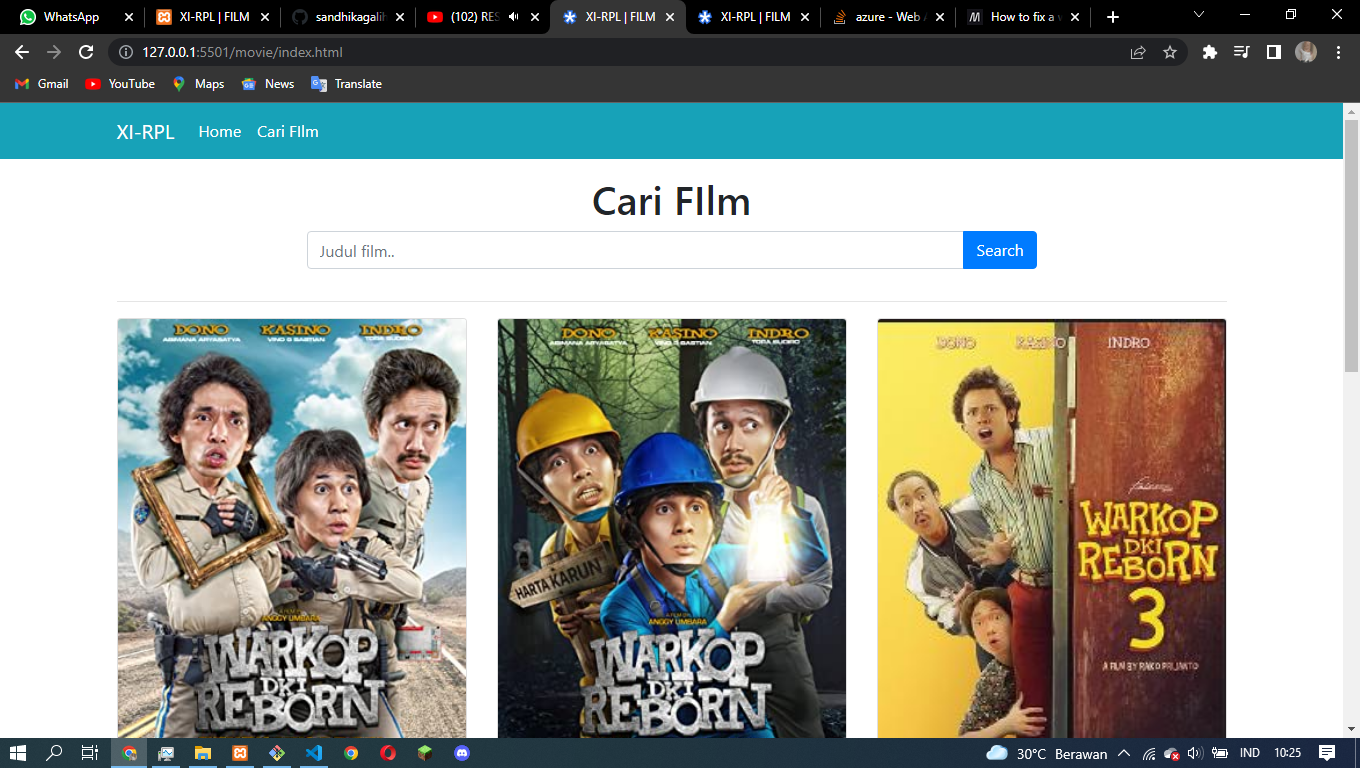 WhatsApp
XI-RPL | FILM
sandhikagalih
(102) RES
XI-RPL | FILM
XI-RPL | FILM
azure - Web A
How to fix a w
127.0.0.1:5501/movie/index.html
Gmail YouTube Maps News Translate
XI-RPL Home Cari FIlm
Cari FIlm
Judul film.. Search
DONO KASINO INDRO
ABIMANA ARYASATYA VINO G BASTIAN TORA SUDIRO
A FILM BY
ANGGY UMBARA
WARKOP
DKI
REBORN
DONO KASINO INDRO
ABIMANA ARYASATYA VINO G BASTIAN TORA SUDIRO
HARTA KARUN
A FILM BY
ANGGY UMBARA
WARKOP
DKI
REBORN
DONO KASINO INDRO
WARKOP
DKI
REBORN
3
A FILM BY RAKO PRIJANTO
30°C Berawan IND 10:25